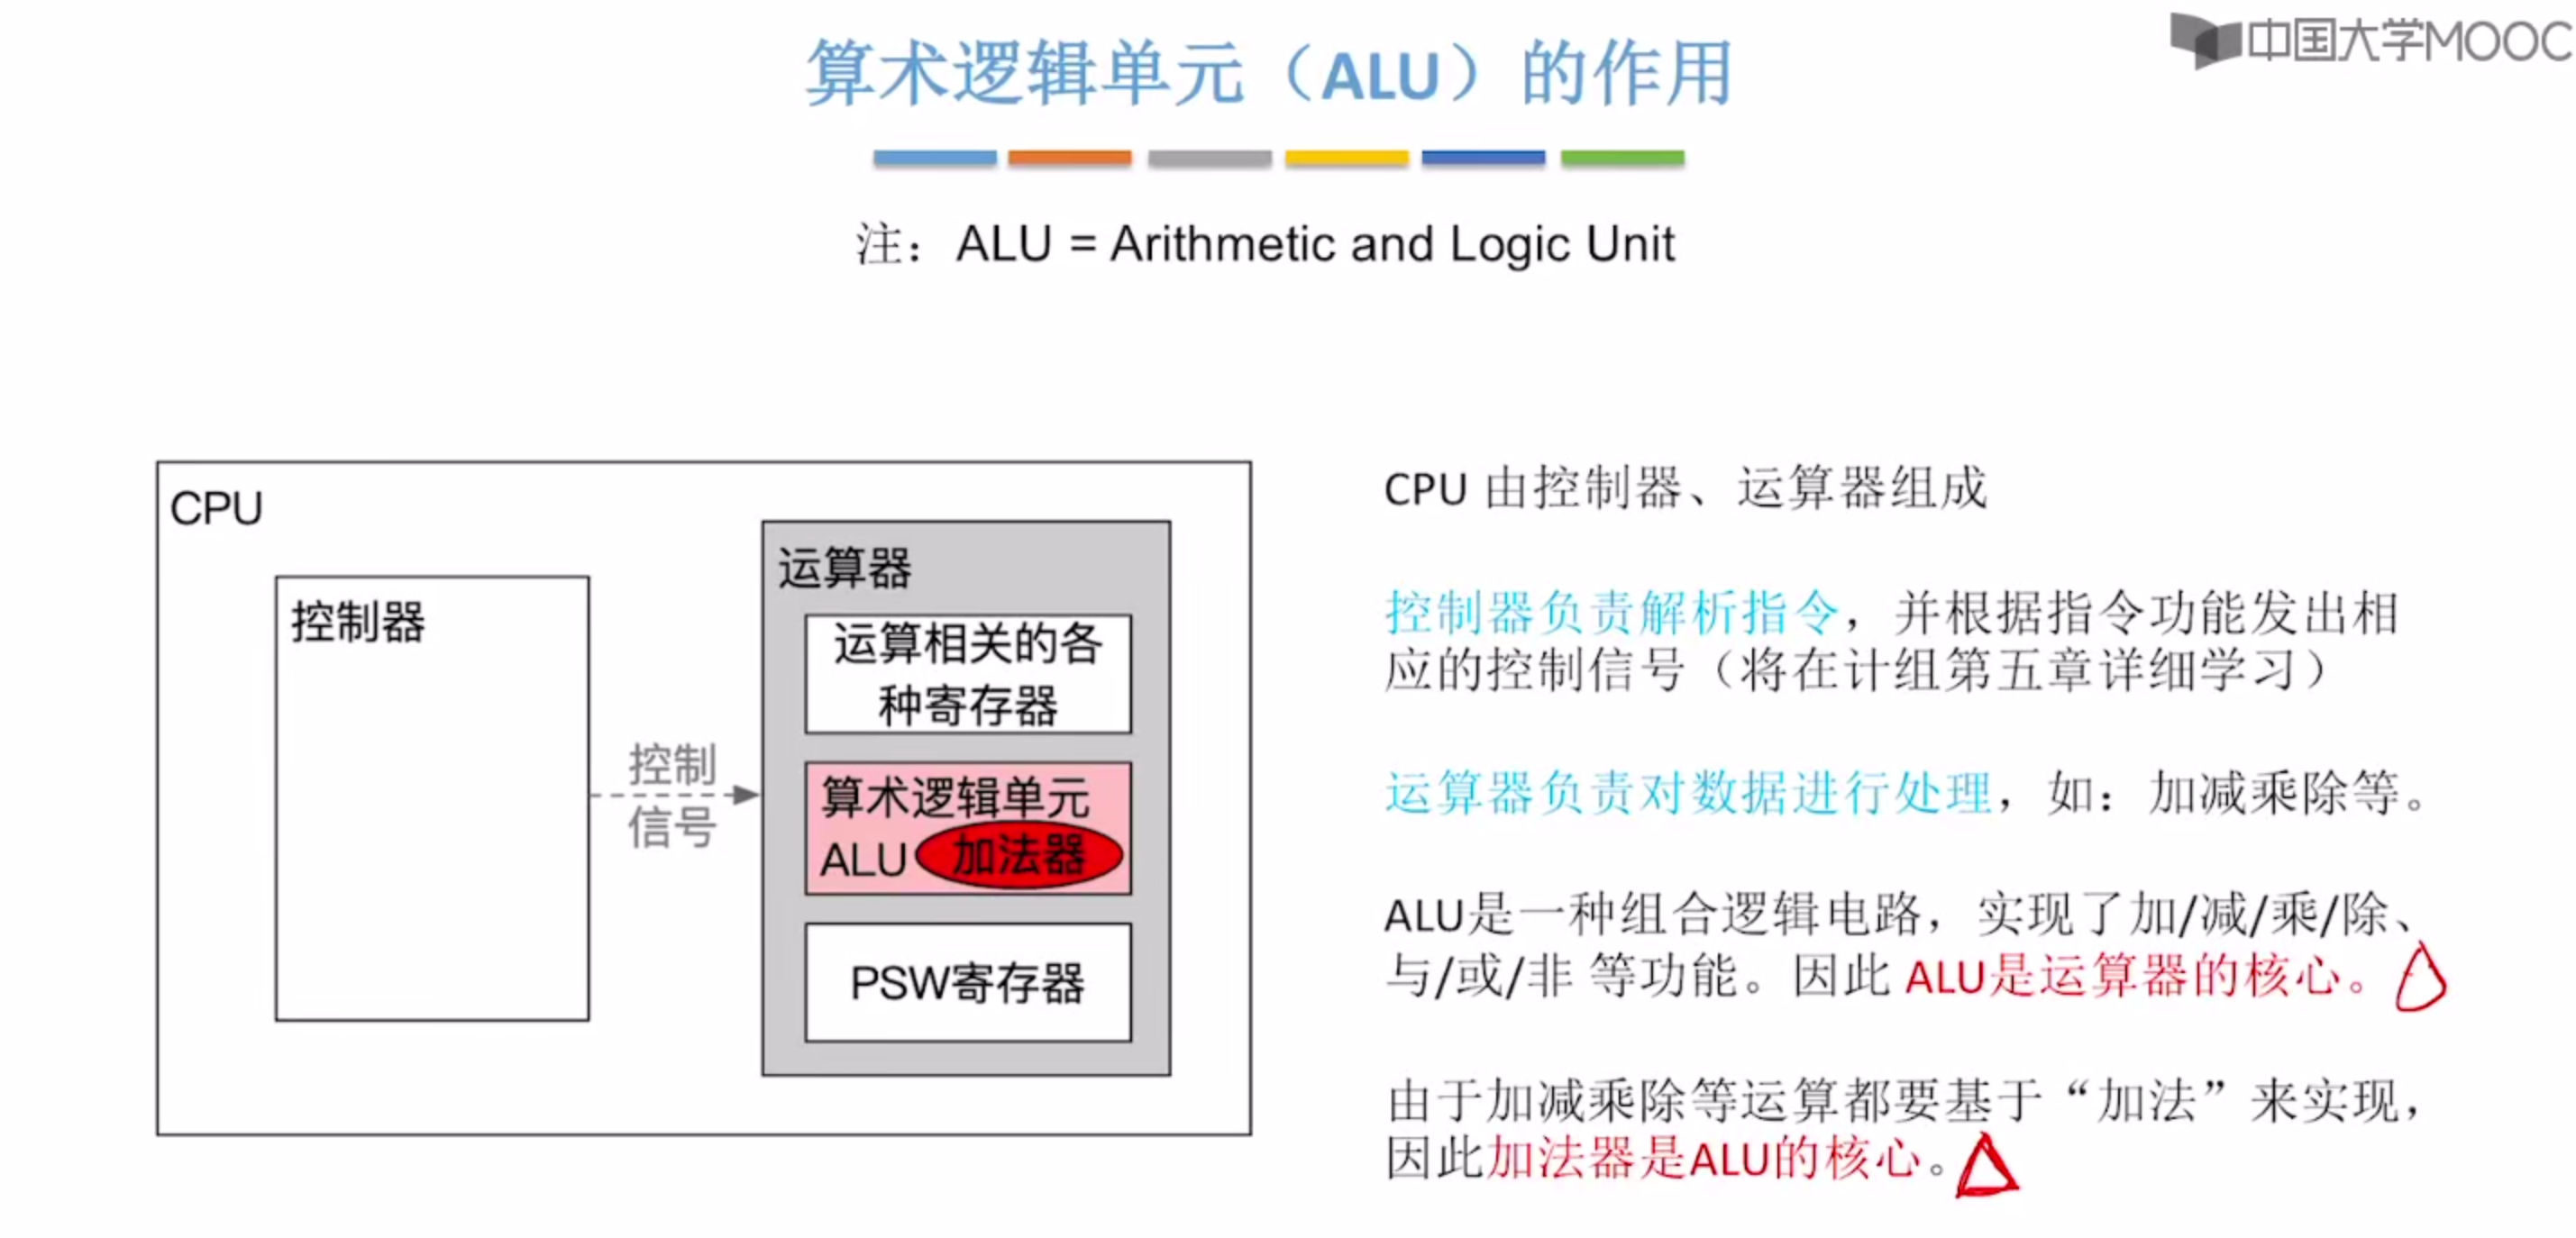 中国大学MOOC
算术逻辑单元（ALU）的作用
注：ALU = Arithmetic and Logic Unit
CPU
控制器
控制
信号
运算器
运算相关的各
种寄存器
算术逻辑单元
ALU 加法器
PSW寄存器
CPU 由控制器、运算器组成
控制器负责解析指令，并根据指令功能发出相
应的控制信号（将在计组第五章详细学习）
运算器负责对数据进行处理，如：加减乘除等。
ALU是一种组合逻辑电路，实现了加/减/乘/除、
与/或/非 等功能。因此 ALU是运算器的核心。
由于加减乘除等运算都要基于“加法”来实现，
因此加法器是ALU的核心。